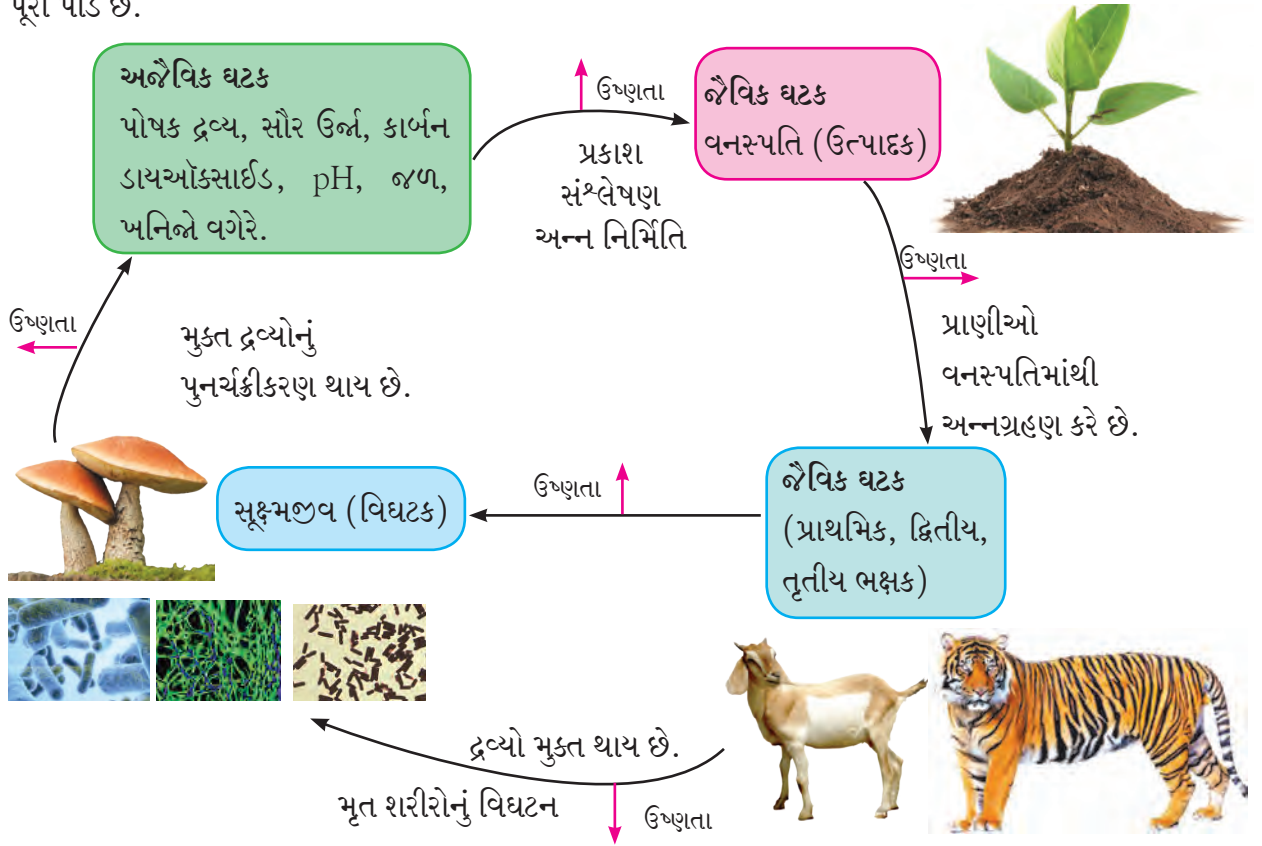 પૂરા પાડે છે.
અજૈવિક ઘટક
પોષક દ્રવ્ય, સૌર ઉર્જા, કાર્બન
ડાયઑક્સાઈડ, pH, જળ,
ખનિજો વગેરે.
ઉષ્ણતા
પ્રકાશ
સંશ્લેષણ
અન્ન નિર્મિતિ
જૈવિક ઘટક
વનસ્પતિ (ઉત્પાદક)
ઉષ્ણતા
પ્રાણીઓ
વનસ્પતિમાંથી
અન્નગ્રહણ કરે છે.
ઉષ્ણતા
મુક્ત દ્રવ્યોનું
પુનર્ચક્રીકરણ થાય છે.
જૈવિક ઘટક
(પ્રાથમિક, દ્વિતીય,
તૃતીય ભક્ષક)
ઉષ્ણતા
સૂક્ષ્મજીવ (વિઘટક)
દ્રવ્યો મુક્ત થાય છે.
મૃત શરીરોનું વિઘટન
ઉષ્ણતા